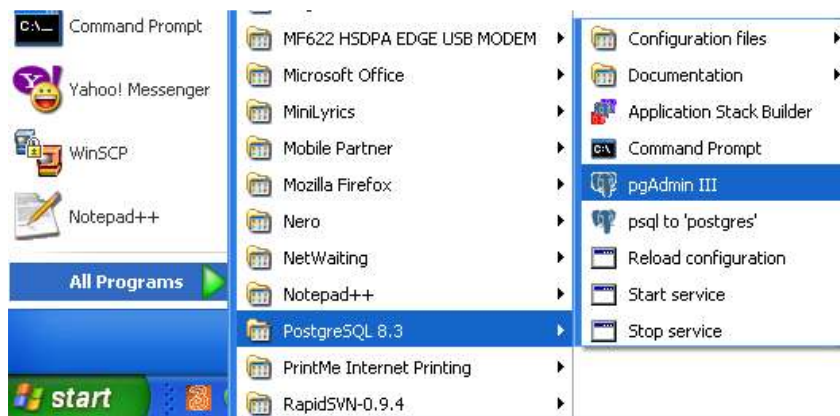 Command Prompt
Yahoo! Messenger
WinSCP
Notepad++
All Programs
start
MF622 HSDPA EDGE USB MODEM
Microsoft Office
MiniLyrics
Mobile Partner
Mozilla Firefox
Nero
NetWaiting
Notepad++
PostgreSQL 8.3
PrintMe Internet Printing
RapidSVN-0.9.4
Configuration files
Documentation
Application Stack Builder
Command Prompt
pgAdmin III
psql to 'postgres'
Reload configuration
Start service
Stop service